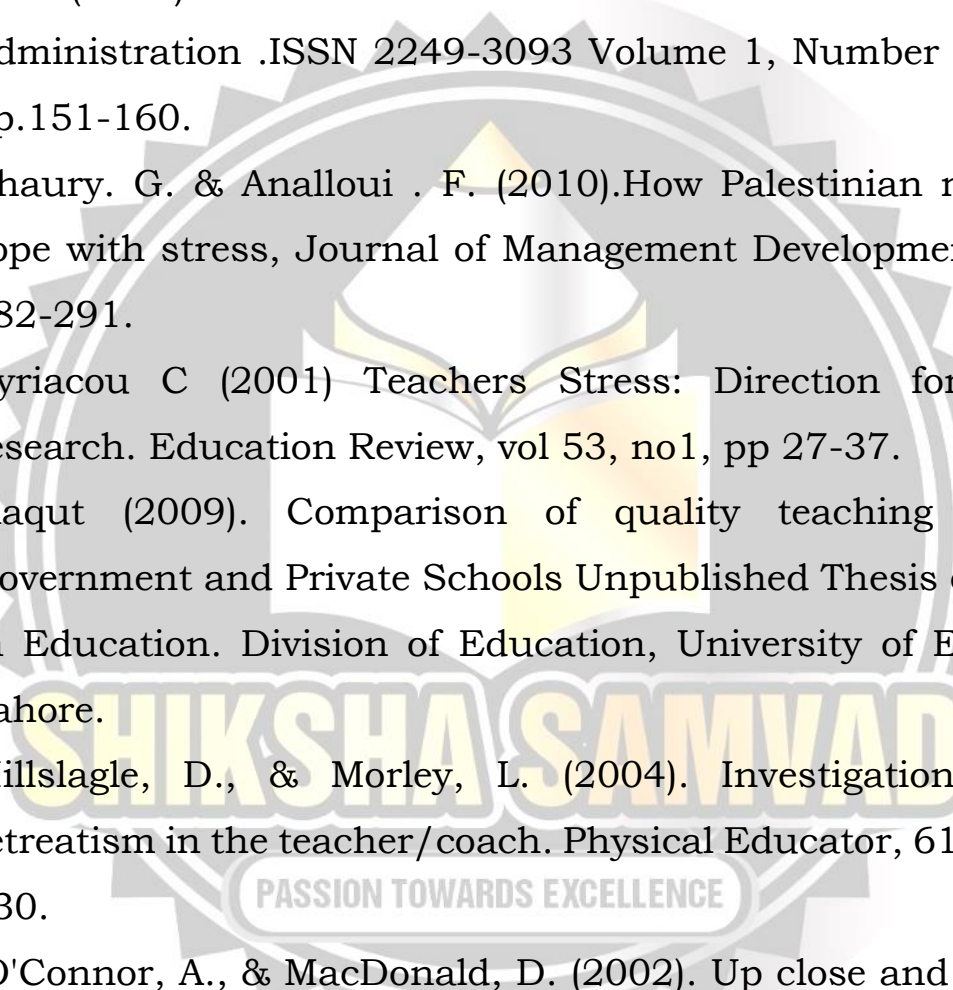 dministration .ISSN 2249-3093 Volume 1, Number
p.151-160.
haury. G. & Analloui . F. (2010).How Palestinian
ope with stress, Journal of Management Developme
82-291.
yriacou C (2001) Teachers Stress: Direction for
esearch. Education Review, vol 53, no1, pp 27-37.
aqut (2009). Comparison of quality teaching
overnment and Private Schools Unpublished Thesis
Education. Division of Education, University of E
ahore.
SHIKSHA SAMVAD
illslagle, D., & Morley, L. (2004). Investigation
etreatism in the teacher/coach. Physical Educator, 61
30.
PASSION TOWARDS EXCELLENCE
O'Connor, A., & MacDonald, D. (2002). Up close and